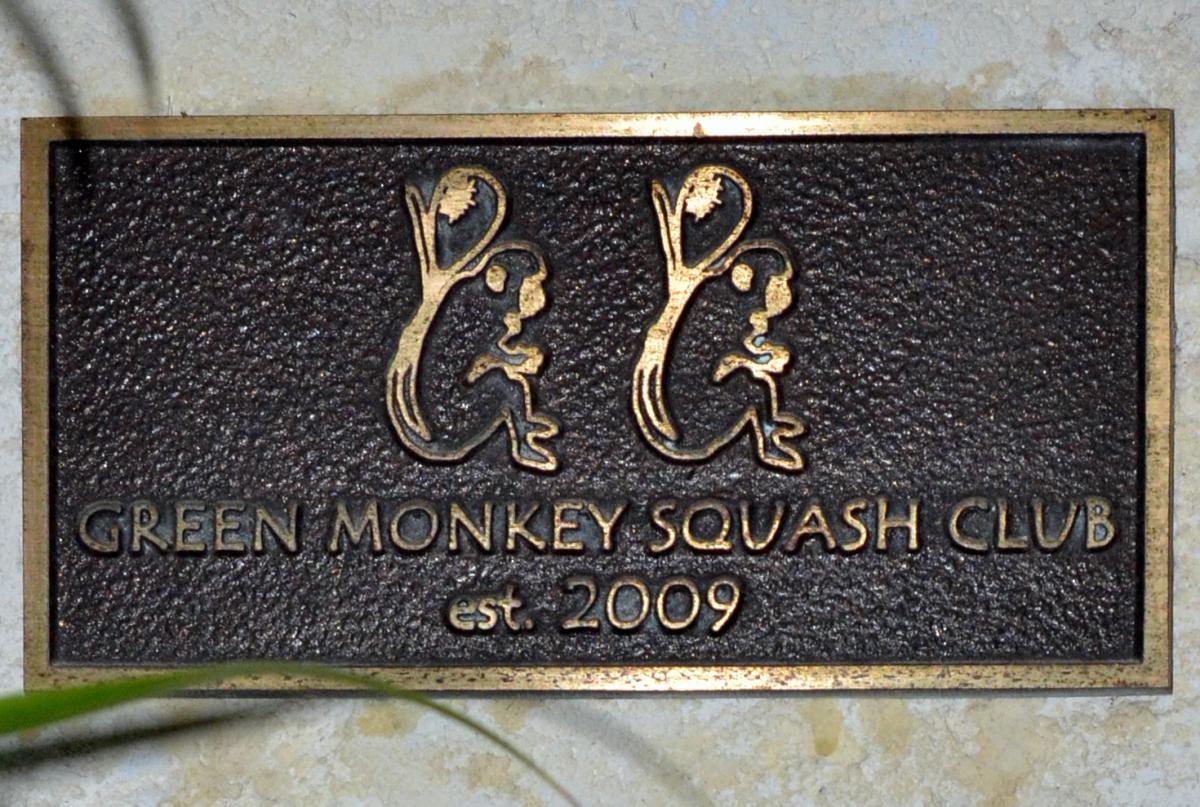 GREEN MONKEY SQUASH CLUB
est. 2009